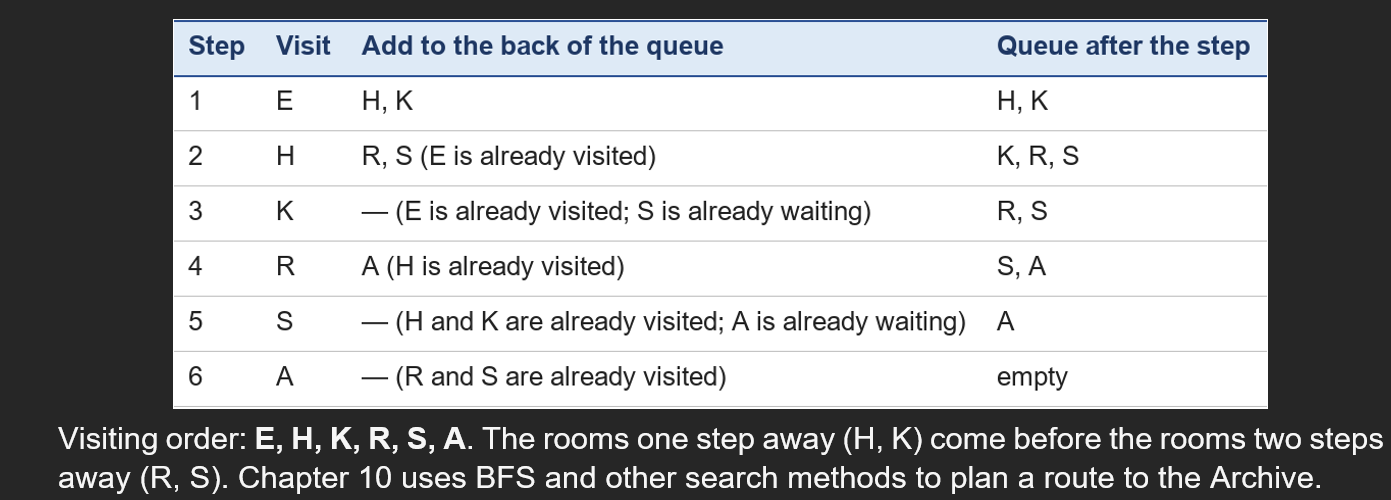 Step Visit Add to the back of the queue Queue after the step
1 E H, K H, K
2 H R, S (E is already visited) K, R, S
3 K — (E is already visited; S is already waiting) R, S
4 R A (H is already visited) S, A
5 S — (H and K are already visited; A is already waiting) A
6 A — (R and S are already visited) empty
Visiting order: E, H, K, R, S, A. The rooms one step away (H, K) come before the rooms two steps
away (R, S). Chapter 10 uses BFS and other search methods to plan a route to the Archive.